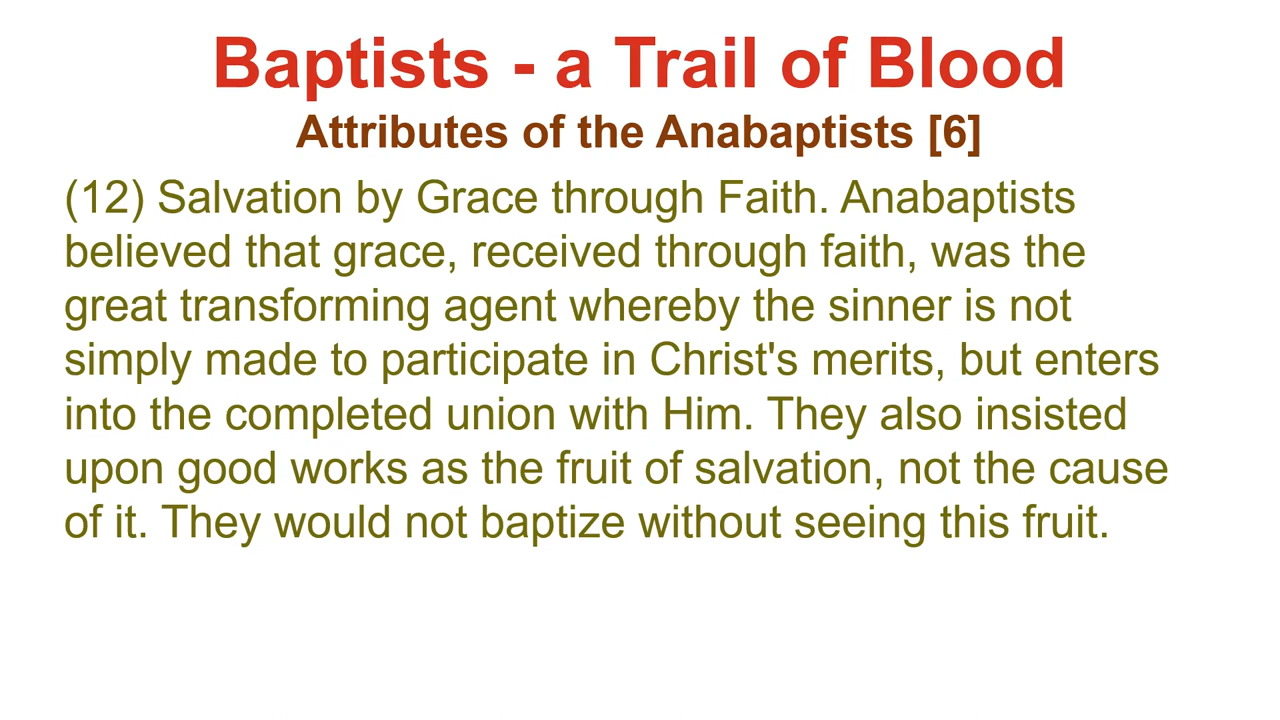 Baptists - a Trail of Blood
Attributes of the Anabaptists [6]
(12) Salvation by Grace through Faith. Anabaptists
believed that grace, received through faith, was the
great transforming agent whereby the sinner is not
simply made to participate in Christ's merits, but enters
into the completed union with Him. They also insisted
upon good works as the fruit of salvation, not the cause
of it. They would not baptize without seeing this fruit.